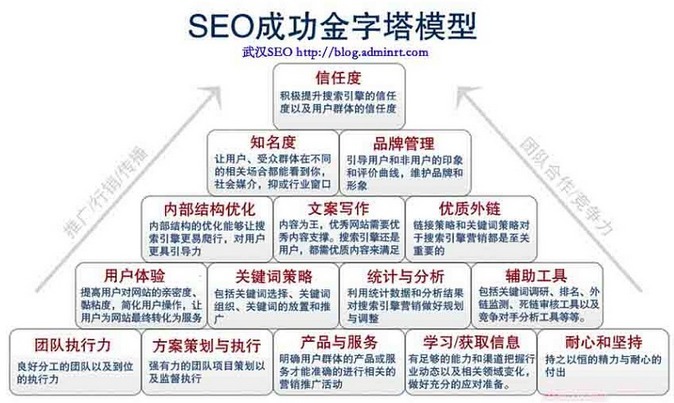 SEO成功金字塔模型
武汉SEO http://blog.adminrt.com
信任度
积极提升搜索引擎的信任
度以及用户群体的信任度
知名度
让用户、受众群体在不同
的相关场合都能看到你，
社会媒介，抑或行业窗口
品牌管理
引导用户和非用户的印象
和评价曲线，维护品牌和
形象
内部结构优化
内部结构的优化能够让搜
索引擎更易爬行，对用户
更具引导力
文案写作
内容为王，优秀网站需要优
秀内容支撑。搜索引擎还是
用户，都需优质内容来满足
优质外链
链接策略和关键词策略对
于搜索引擎营销都是至关
重要的
用户体验
提高用户对网站的亲密度、
黏粘度，简化用户操作，让
用户为网站最终转化为服务
关键词策略
包括关键词选择、关键词
组织、关键词的放置和推
广
统计与分析
利用统计数据和分析结果
对搜索引擎营销做好规划
与调整
辅助工具
包括关键词调研、排名、外
链监测、死链审核工具以及
竞争对手分析工具等等。
团队执行力
良好分工的团队以及到位
的执行力
方案策划与执行
强有力的团队项目策划以
及监督执行
产品与服务
明确用户群体的产品或服
务才能准确的进行相关的
营销推广活动
学习/获取信息
有足够的能力和渠道把握行
业动态以及相关领域变化，
做好充分的应对准备。
耐心和坚持
持之以恒的精力与耐心的
付出
推广/行销/传播
团队合作/竞争力